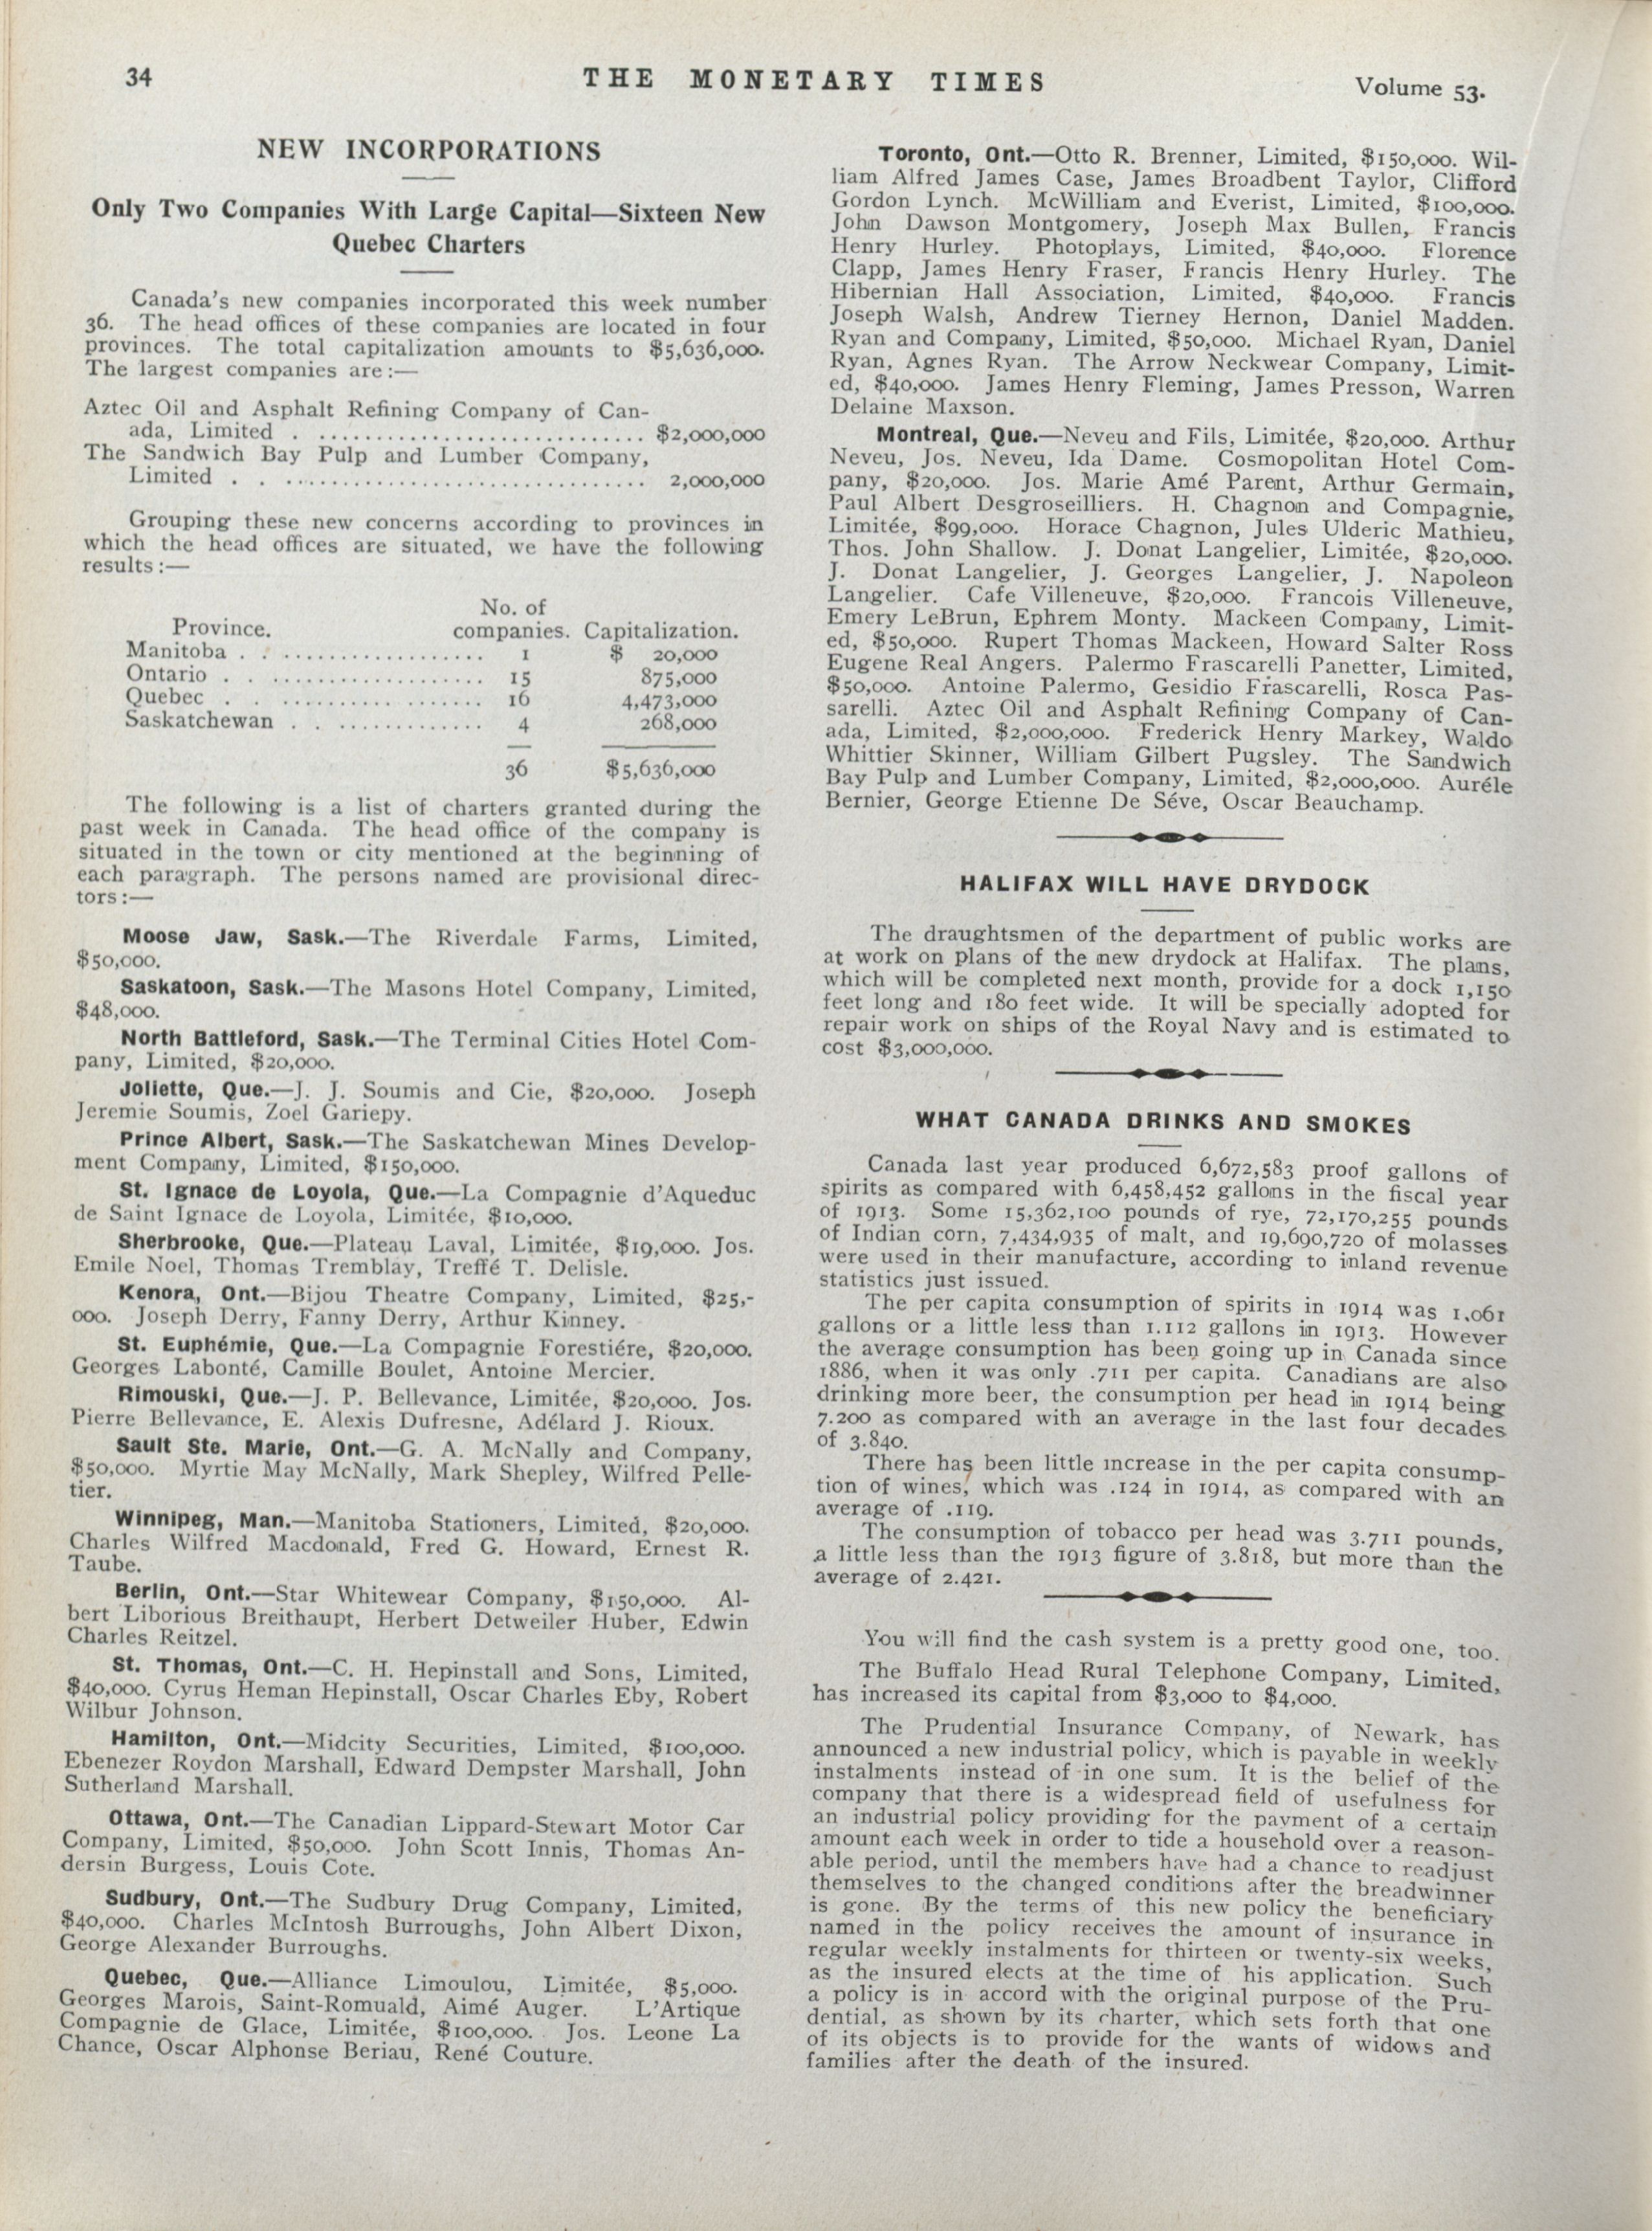 34
THE MONETARY TIMES
Volume 53.
NEW INCORPORATIONS
Only Two Companies With Large Capital—Sixteen New
Quebec Charters
Canada's new companies incorporated this week number
36. The head offices of these companies are located in four
provinces. The total capitalization amounts to $5,636,000.
The largest companies are:—
Aztec Oil and Asphalt Refining Company of Can-
ada, Limited . ............................ $2,000,000
The Sandwich Bay Pulp and Lumber Company,
Limited . . ............................... 2,000,000
Grouping these new concerns according to provinces in
which the head offices are situated, we have the following
results:—
No. of
Province. companies. Capitalization.
Manitoba . . .................. 1 $ 20,000
Ontario . . ................... 15 875,000
Quebec . . .................. 16 4,473,000
Saskatchewan . . ............. 4 268,000
36 $5,636,000
The following is a list of charters granted during the
past week in Canada. The head office of the company is
situated in the town or city mentioned at the beginning of
each paragraph. The persons named are provisional direc-
tors:—
Moose Jaw, Sask.—The Riverdale Farms, Limited,
$50,000.
Saskatoon, Sask.—The Masons Hotel Company, Limited,
$48,000.
North Battleford, Sask.—The Terminal Cities Hotel Com-
pany, Limited, $20,000.
Joliette, Que.—J. J. Soumis and Cie, $20,000. Joseph
Jeremie Soumis, Zoel Gariepy.
Prince Albert, Sask.—The Saskatchewan Mines Develop-
ment Company, Limited, $150,000.
St. Ignace de Loyola, Que.—La Compagnie d'Aqueduc
de Saint Ignace de Loyola, Limitée, $10,000.
Sherbrooke, Que.—Plateau Laval, Limitée, $19,000. Jos.
Emile Noel, Thomas Tremblay, Treffé T. Delisle.
Kenora, Ont.—Bijou Theatre Company, Limited, $25,-
000. Joseph Derry, Fanny Derry, Arthur Kinney.
St. Euphémie, Que.—La Compagnie Forestiére, $20,000.
Georges Labonté, Camille Boulet, Antoine Mercier.
Rimouski, Que.—J. P. Bellevance, Limitée, $20,000. Jos.
Pierre Bellevance, E. Alexis Dufresne, Adélard J. Rioux.
Sault Ste. Marie, Ont.—G. A. McNally and Company,
$50,000. Myrtie May McNally, Mark Shepley, Wilfred Pelle-
tier.
Winnipeg, Man.—Manitoba Stationers, Limited, $20,000.
Charles Wilfred Macdonald, Fred G. Howard, Ernest R.
Taube.
Berlin, Ont.—Star Whitewear Company, $150,000. Al-
bert Liborious Breithaupt, Herbert Detweiler Huber, Edwin
Charles Reitzel.
St. Thomas, Ont.—C. H. Hepinstall and Sons, Limited,
$40,000. Cyrus Heman Hepinstall, Oscar Charles Eby, Robert
Wilbur Johnson.
Hamilton, Ont.—Midcity Securities, Limited, $100,000.
Ebenezer Roydon Marshall, Edward Dempster Marshall, John
Sutherland Marshall.
Ottawa, Ont.—The Canadian Lippard-Stewart Motor Car
Company, Limited, $50,000. John Scott Innis, Thomas An-
dersin Burgess, Louis Cote.
Sudbury, Ont.—The Sudbury Drug Company, Limited,
$40,000. Charles McIntosh Burroughs, John Albert Dixon,
George Alexander Burroughs.
Quebec, Que.—Alliance Limoulou, Limitée, $5,000.
Georges Marois, Saint-Romuald, Aimé Auger. L'Artique
Compagnie de Glace, Limitée, $100,000. Jos. Leone La
Chance, Oscar Alphonse Beriau, René Couture.
Toronto, Ont.—Otto R. Brenner, Limited, $150,000. Wil-
liam Alfred James Case, James Broadbent Taylor, Clifford
Gordon Lynch. McWilliam and Everist, Limited, $100,000.
John Dawson Montgomery, Joseph Max Bullen, Francis
Henry Hurley. Photoplays, Limited, $40,000. Florence
Clapp, James Henry Fraser, Francis Henry Hurley. The
Hibernian Hall Association, Limited, $40,000. Francis
Joseph Walsh, Andrew Tierney Hernon, Daniel Madden.
Ryan and Company, Limited, $50,000. Michael Ryan, Daniel
Ryan, Agnes Ryan. The Arrow Neckwear Company, Limit-
ed, $40,000. James Henry Fleming, James Presson, Warren
Delaine Maxson.
Montreal, Que.—Neveu and Fils, Limitée, $20,000. Arthur
Neveu, Jos. Neveu, Ida Dame. Cosmopolitan Hotel Com-
pany, $20,000. Jos. Marie Amé Parent, Arthur Germain,
Paul Albert Desgroseilliers. H. Chagnon and Compagnie,
Limitée, $99,000. Horace Chagnon, Jules Ulderic Mathieu,
Thos. John Shallow. J. Donat Langelier, Limitée, $20,000.
J. Donat Langelier, J. Georges Langelier, J. Napoleon
Langelier. Cafe Villeneuve, $20,000. Francois Villeneuve,
Emery LeBrun, Ephrem Monty. Mackeen Company, Limit-
ed, $50,000. Rupert Thomas Mackeen, Howard Salter Ross
Eugene Real Angers. Palermo Frascarelli Panetter, Limited,
$50,000. Antoine Palermo, Gesidio Frascarelli, Rosca Pas-
sarelli. Aztec Oil and Asphalt Refining Company of Can-
ada, Limited, $2,000,000. Frederick Henry Markey, Waldo
Whittier Skinner, William Gilbert Pugsley. The Sandwich
Bay Pulp and Lumber Company, Limited, $2,000,000. Auréle
Bernier, George Etienne De Séve, Oscar Beauchamp.
HALIFAX WILL HAVE DRYDOCK
The draughtsmen of the department of public works are
at work on plans of the new drydock at Halifax. The plans,
which will be completed next month, provide for a dock 1,150
feet long and 180 feet wide. It will be specially adopted for
repair work on ships of the Royal Navy and is estimated to
cost $3,000,000.
WHAT CANADA DRINKS AND SMOKES
Canada last year produced 6,672,583 proof gallons of
spirits as compared with 6,458,452 gallons in the fiscal year
of 1913. Some 15,362,100 pounds of rye, 72,170,255 pounds
of Indian corn, 7,434,935 of malt, and 19,690,720 of molasses
were used in their manufacture, according to inland revenue
statistics just issued.
The per capita consumption of spirits in 1914 was 1.061
gallons or a little less than 1.112 gallons in 1913. However
the average consumption has been going up in Canada since
1886, when it was only .711 per capita. Canadians are also
drinking more beer, the consumption per head in 1914 being
7.200 as compared with an average in the last four decades
of 3.840.
There has been little increase in the per capita consump-
tion of wines, which was .124 in 1914, as compared with an
average of .119.
The consumption of tobacco per head was 3.711 pounds,
a little less than the 1913 figure of 3.818, but more than the
average of 2.421.
You will find the cash system is a pretty good one, too.
The Buffalo Head Rural Telephone Company, Limited,
has increased its capital from $3,000 to $4,000.
The Prudential Insurance Company, of Newark, has
announced a new industrial policy, which is payable in weekly
instalments instead of in one sum. It is the belief of the
company that there is a widespread field of usefulness for
an industrial policy providing for the payment of a certain
amount each week in order to tide a household over a reason-
able period, until the members have had a chance to readjust
themselves to the changed conditions after the breadwinner
is gone. By the terms of this new policy the beneficiary
named in the policy receives the amount of insurance in
regular weekly instalments for thirteen or twenty-six weeks,
as the insured elects at the time of his application. Such
a policy is in accord with the original purpose of the Pru-
dential, as shown by its charter, which sets forth that one
of its objects is to provide for the wants of widows and
families after the death of the insured.